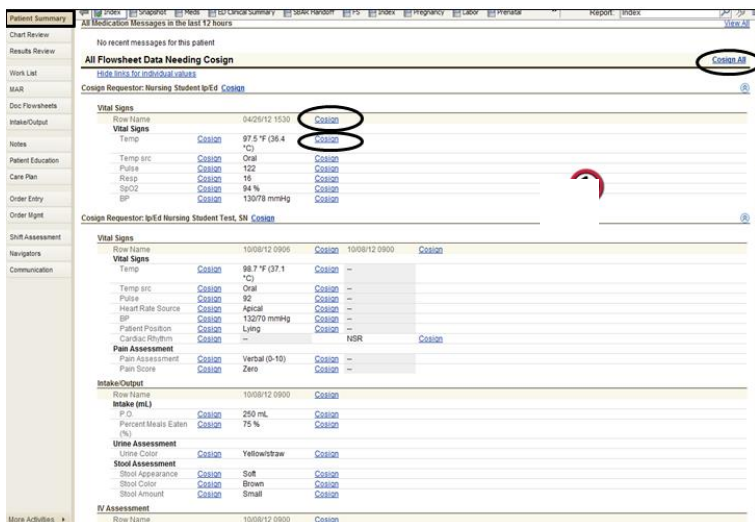 Patient Summary
Index Snapshot Meds ED Clinical Summary SBAR Handoff FS Index Pregnancy Labor Prenatal Report: Index
All Medication Messages in the last 12 hours View All
Chart Review
No recent messages for this patient
Results Review
All Flowsheet Data Needing Cosign Cosign All
Work List
Hide links for individual values
MAR
Cosign Requestor: Nursing Student Ip/Ed Cosign
Doc Flowsheets
Vital Signs
Intake/Output
Row Name 04/26/12 1530 Cosign
Vital Signs
Notes
Temp Cosign 97.5 °F (36.4 °C) Cosign
Patient Education
Temp src Cosign Oral Cosign
Care Plan
Pulse Cosign 122 Cosign
Resp Cosign 16 Cosign
SpO2 Cosign 94 % Cosign
Order Entry
BP Cosign 130/78 mmHg Cosign
Order Mgmt
Cosign Requestor: Ip/Ed Nursing Student Test, SN Cosign
Shift Assessment
Vital Signs
Navigators
Row Name 10/08/12 0906 Cosign 10/08/12 0900 Cosign
Vital Signs
Communication
Temp Cosign 98.7 °F (37.1 °C) Cosign --
Temp src Cosign Oral Cosign --
Pulse Cosign 92 Cosign --
Heart Rate Source Cosign Apical Cosign --
BP Cosign 132/70 mmHg Cosign --
Patient Position Cosign Lying Cosign --
Cardiac Rhythm Cosign -- NSR Cosign
Pain Assessment
Pain Assessment Cosign Verbal (0-10) Cosign --
Pain Score Cosign Zero Cosign --
Intake/Output
Row Name 10/08/12 0900 Cosign
Intake (mL)
P.O. Cosign 250 mL Cosign
Percent Meals Eaten (%) Cosign 75 % Cosign
Urine Assessment
Urine Color Cosign Yellow/straw Cosign
Stool Assessment
Stool Appearance Cosign Soft Cosign
Stool Color Cosign Brown Cosign
Stool Amount Cosign Small Cosign
IV Assessment
Row Name 10/08/12 0900 Cosign
More Activities